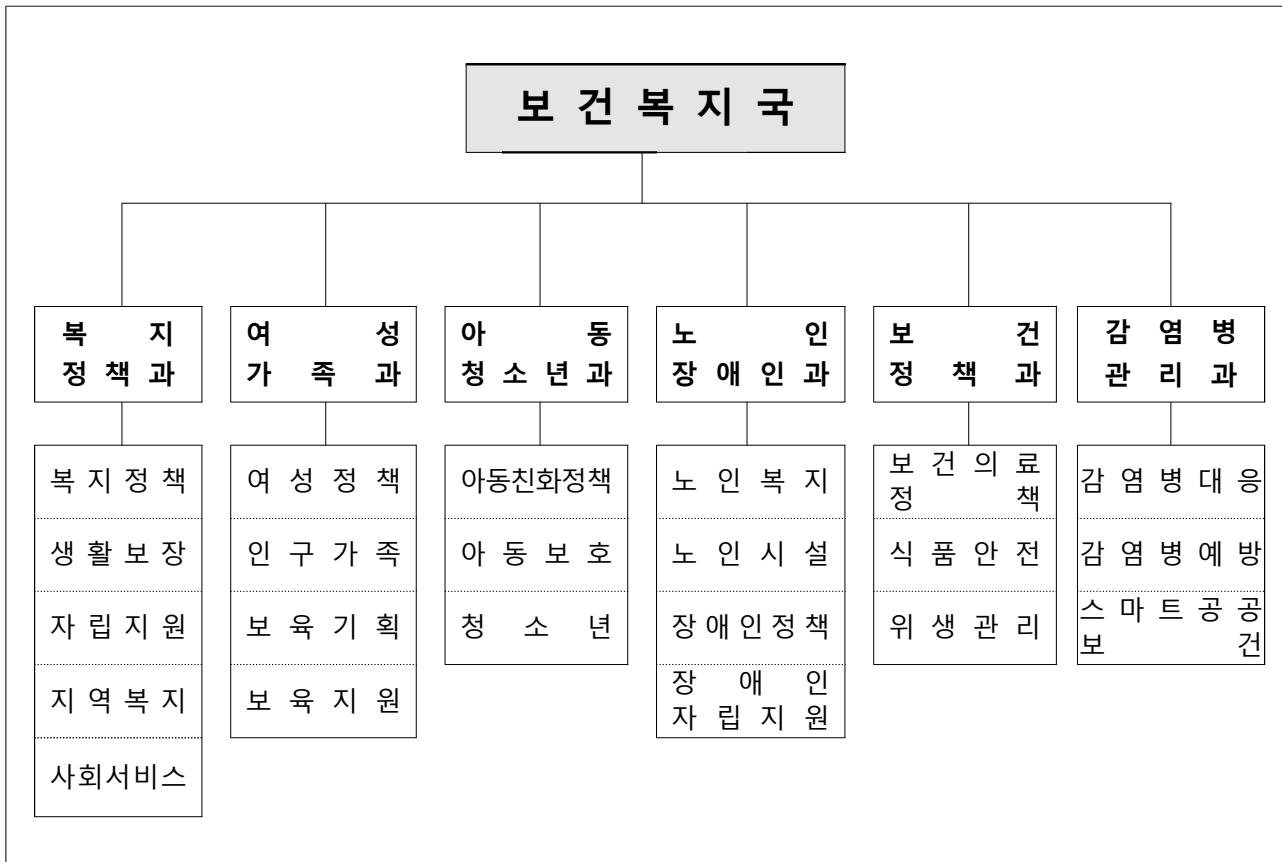 보건복지국
복지
정책과
여성
가족과
아동
청소년과
노인
장애인과
보건
정책과
감염병
관리과
복지정책
생활보장
자립지원
지역복지
사회서비스
여성정책
인구가족
보육기획
보육지원
아동친화정책
아동보호
청소년
노인복지
노인시설
장애인정책
장애인
자립지원
보건의료
정책
식품안전
위생관리
감염병대응
감염병예방
스마트공공
보건